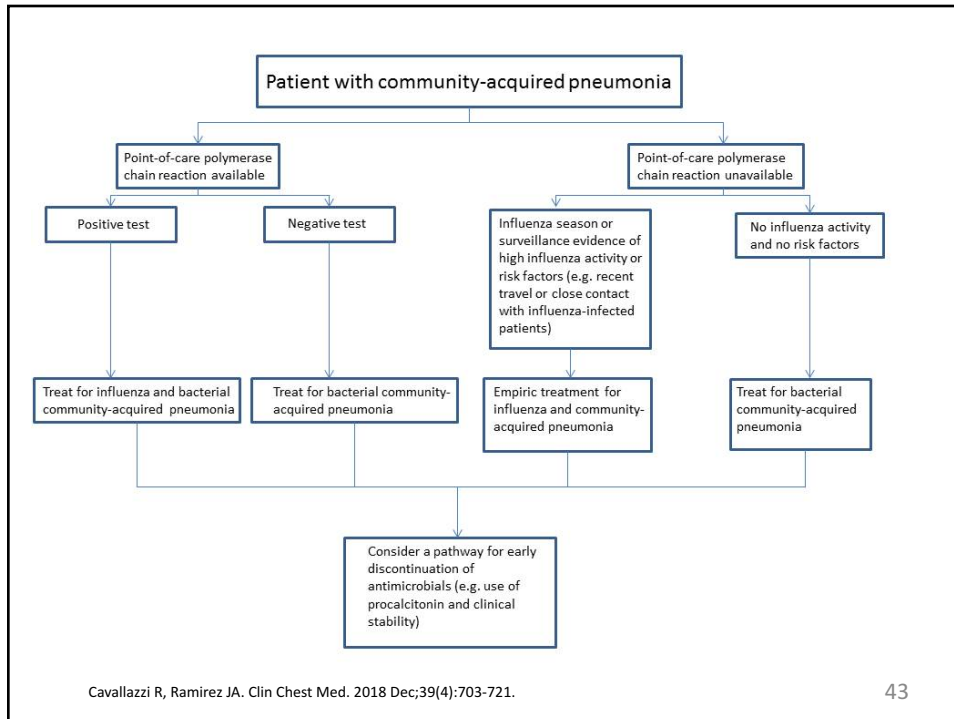 Patient with community-acquired pneumonia
Point-of-care polymerase
chain reaction available
Point-of-care polymerase
chain reaction unavailable
Positive test
Negative test
Influenza season or
surveillance evidence of
high influenza activity or
risk factors (e.g. recent
travel or close contact
with influenza-infected
patients)
No influenza activity
and no risk factors
Treat for influenza and bacterial
community-acquired pneumonia
Treat for bacterial community-
acquired pneumonia
Empiric treatment for
influenza and community-
acquired pneumonia
Treat for bacterial
community-acquired
pneumonia
Consider a pathway for early
discontinuation of
antimicrobials (e.g. use of
procalcitonin and clinical
stability)
Cavallazzi R, Ramirez JA. Clin Chest Med. 2018 Dec;39(4):703-721.
43